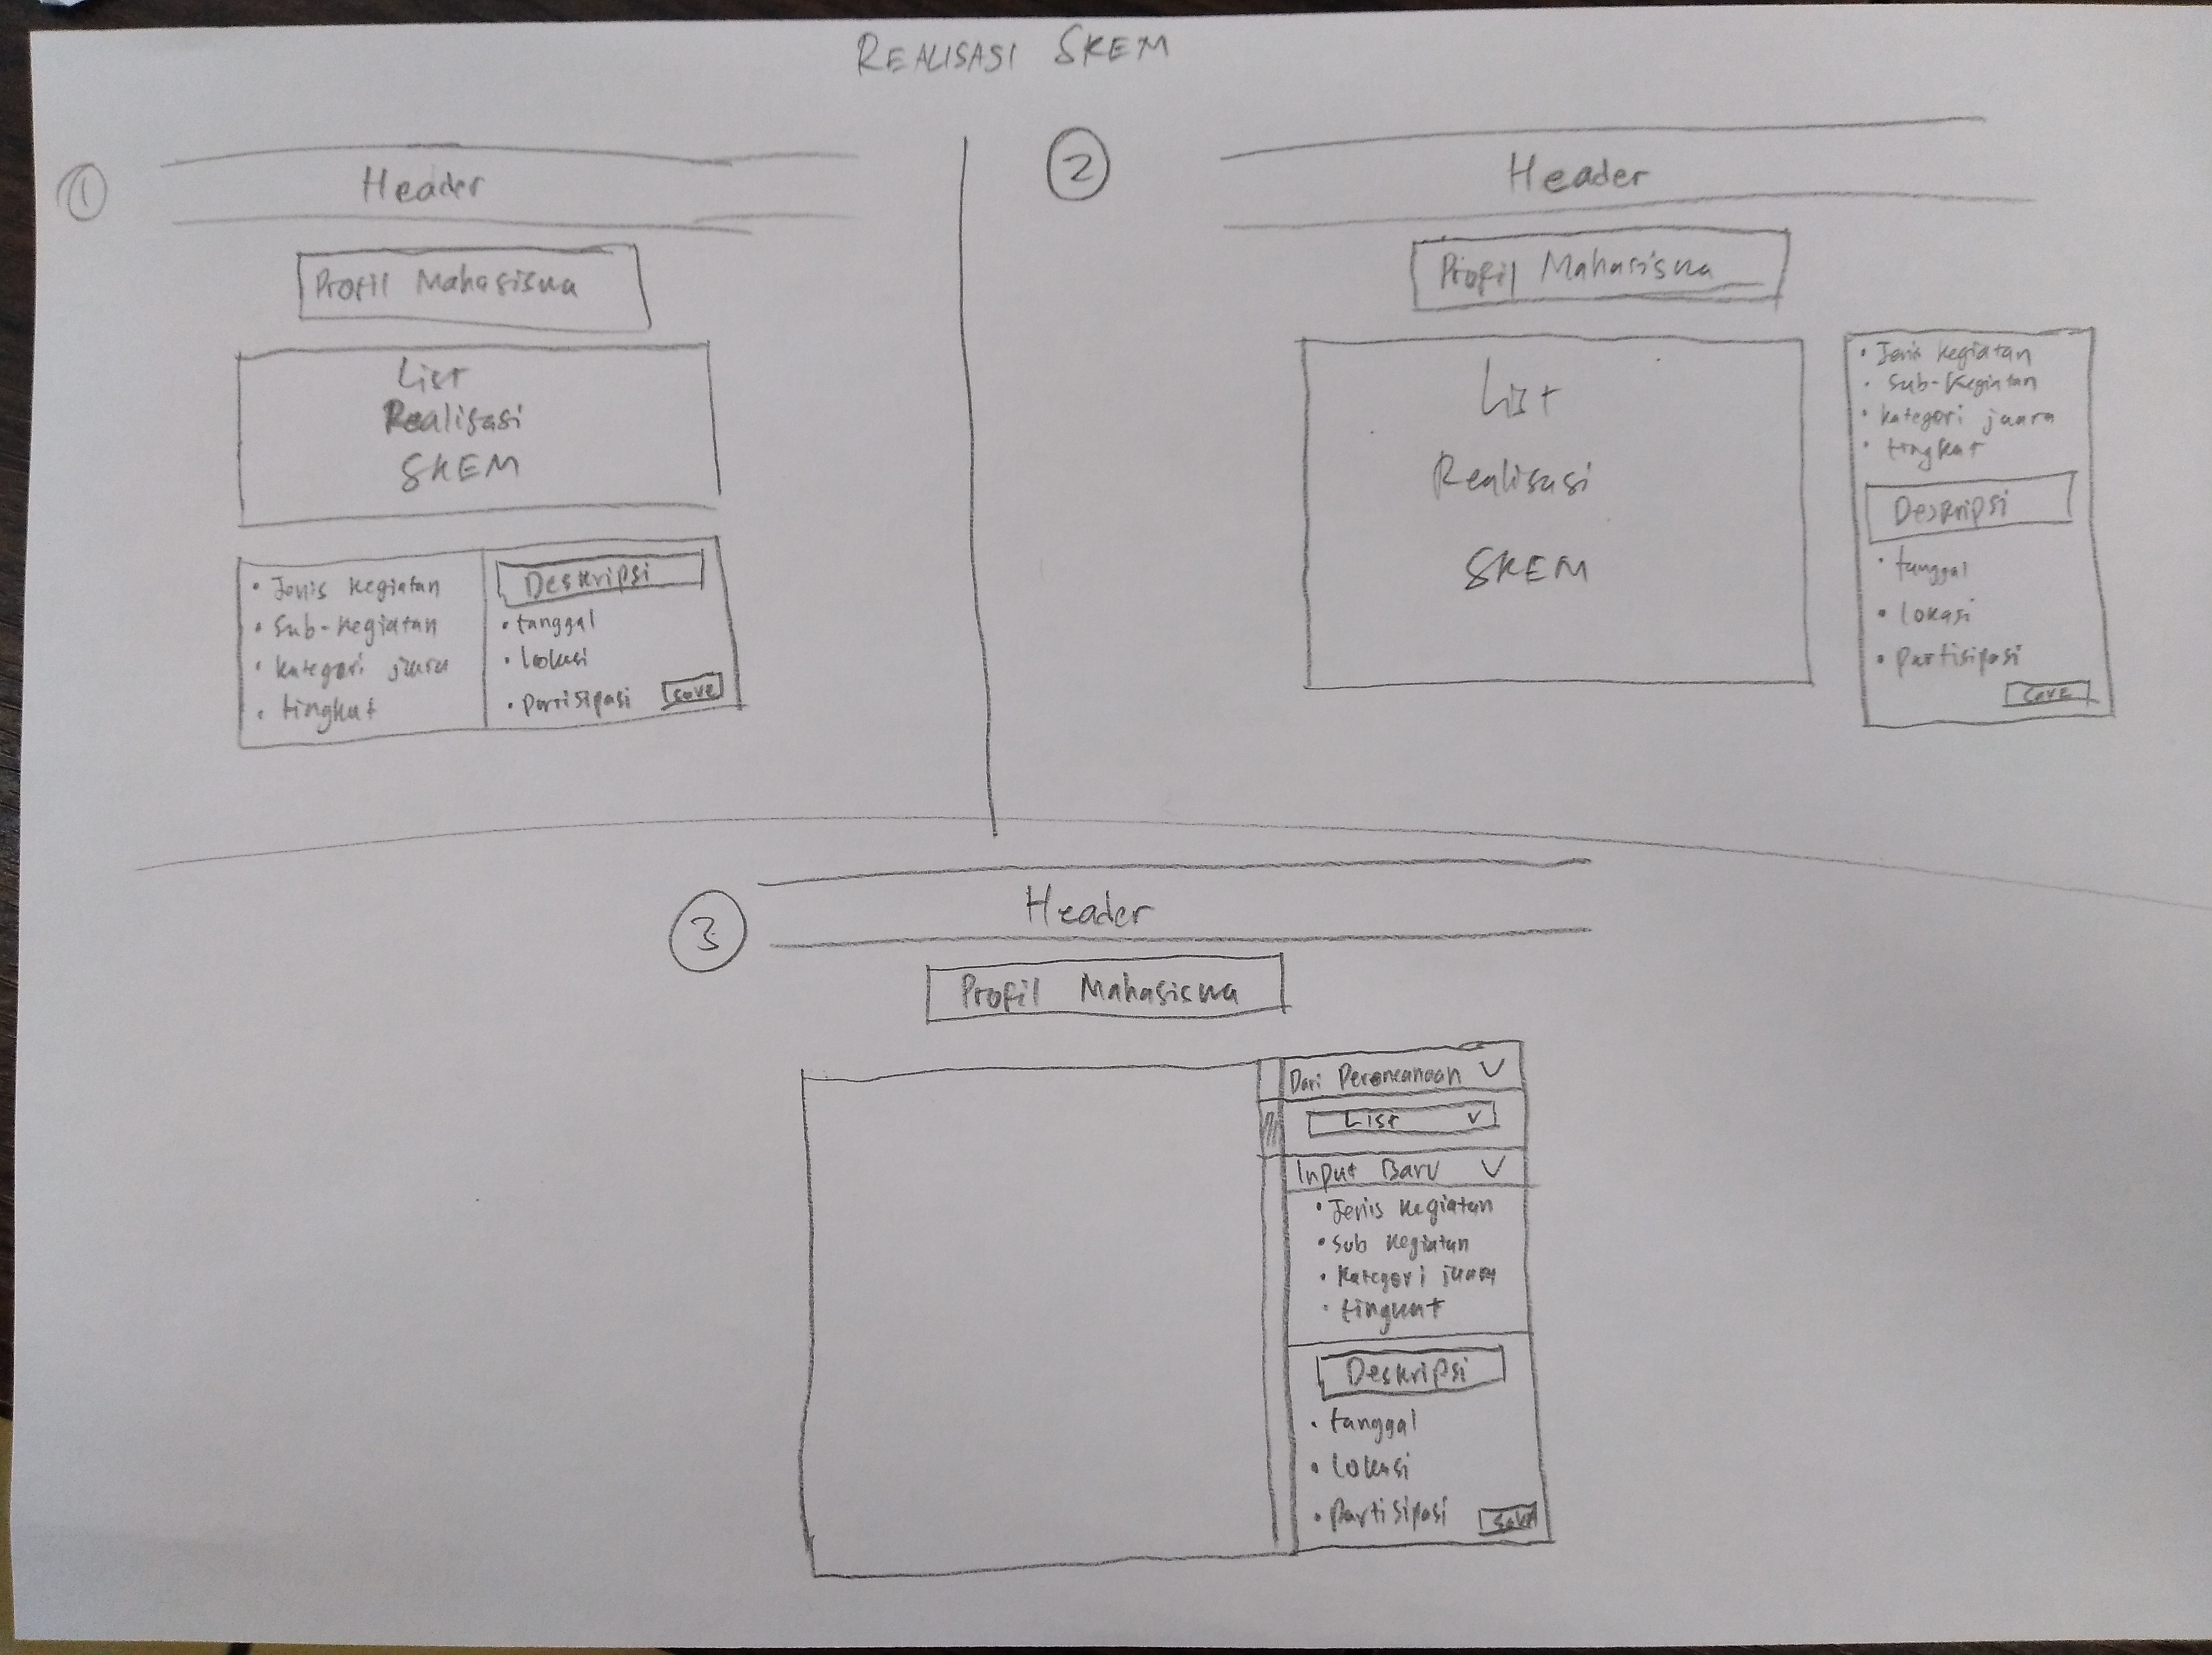 REALISASI SKEM
1
Header
Profil Mahasiswa
List
Realisasi
SKEM
• Jenis kegiatan
• Sub-kegiatan
• kategori juara
• tingkat
Deskripsi
• tanggal
• Lokasi
• Partisipasi
save
2
Header
Profil Mahasiswa
List
Realisasi
SKEM
• Jenis kegiatan
• Sub-Kegiatan
• kategori juara
• tingkat
Deskripsi
• tanggal
• lokasi
• partisipasi
save
3
Header
Profil Mahasiswa
Dari Perencanaan V
List v
Input Baru V
• Jenis kegiatan
• Sub kegiatan
• kategori juara
• tingkat
Deskripsi
• tanggal
• lokasi
• partisipasi
save